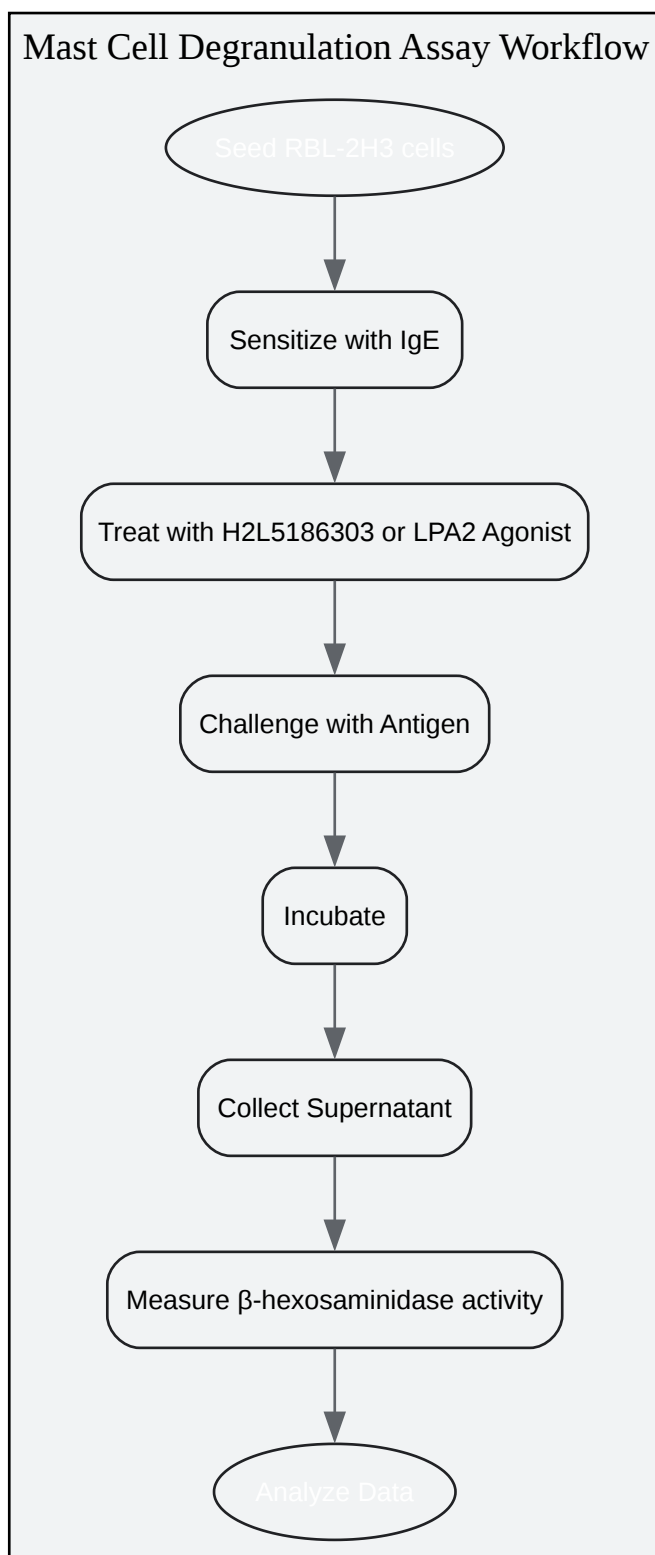 Mast Cell Degranulation Assay Workflow
Seed RBL-2H3 cells
Sensitize with IgE
Treat with H2L5186303 or LPA2 Agonist
Challenge with Antigen
Incubate
Collect Supernatant
Measure β-hexosaminidase activity
Analyze Data